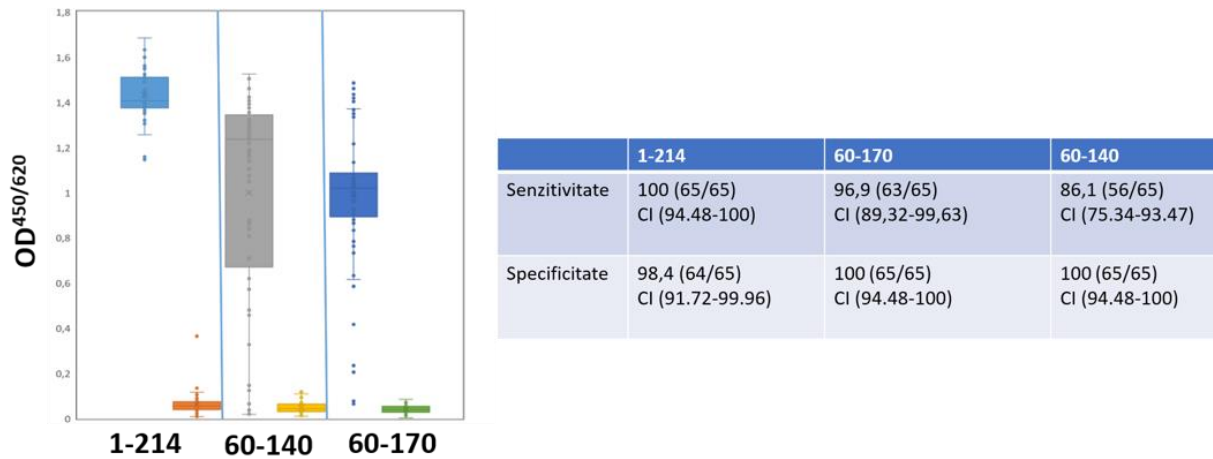 1,8
1,6
1,4
1,2
1
0,8
0,6
0,4
0,2
0
OD450/620
1-214 60-140 60-170
1-214 60-170 60-140
Senzitivitate 100 (65/65) 96,9 (63/65) 86,1 (56/65)
CI (94.48-100) CI (89,32-99,63) CI (75.34-93.47)
Specificitate 98,4 (64/65) 100 (65/65) 100 (65/65)
CI (91.72-99.96) CI (94.48-100) CI (94.48-100)